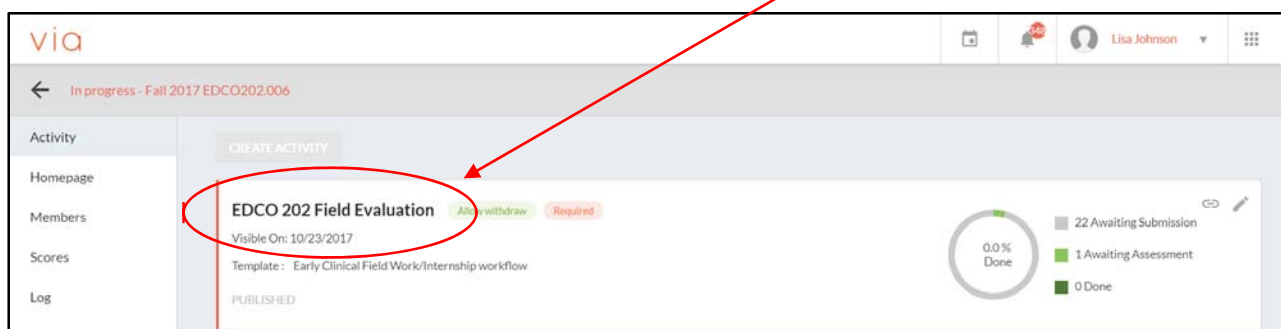 via
348
Lisa Johnson
In progress - Fall 2017 EDCO202.006
Activity
Homepage
Members
Scores
Log
CREATE ACTIVITY
EDCO 202 Field Evaluation
Allow withdraw
Required
Visible On: 10/23/2017
Template : Early Clinical Field Work/Internship workflow
PUBLISHED
0.0 %
Done
22 Awaiting Submission
1 Awaiting Assessment
0 Done